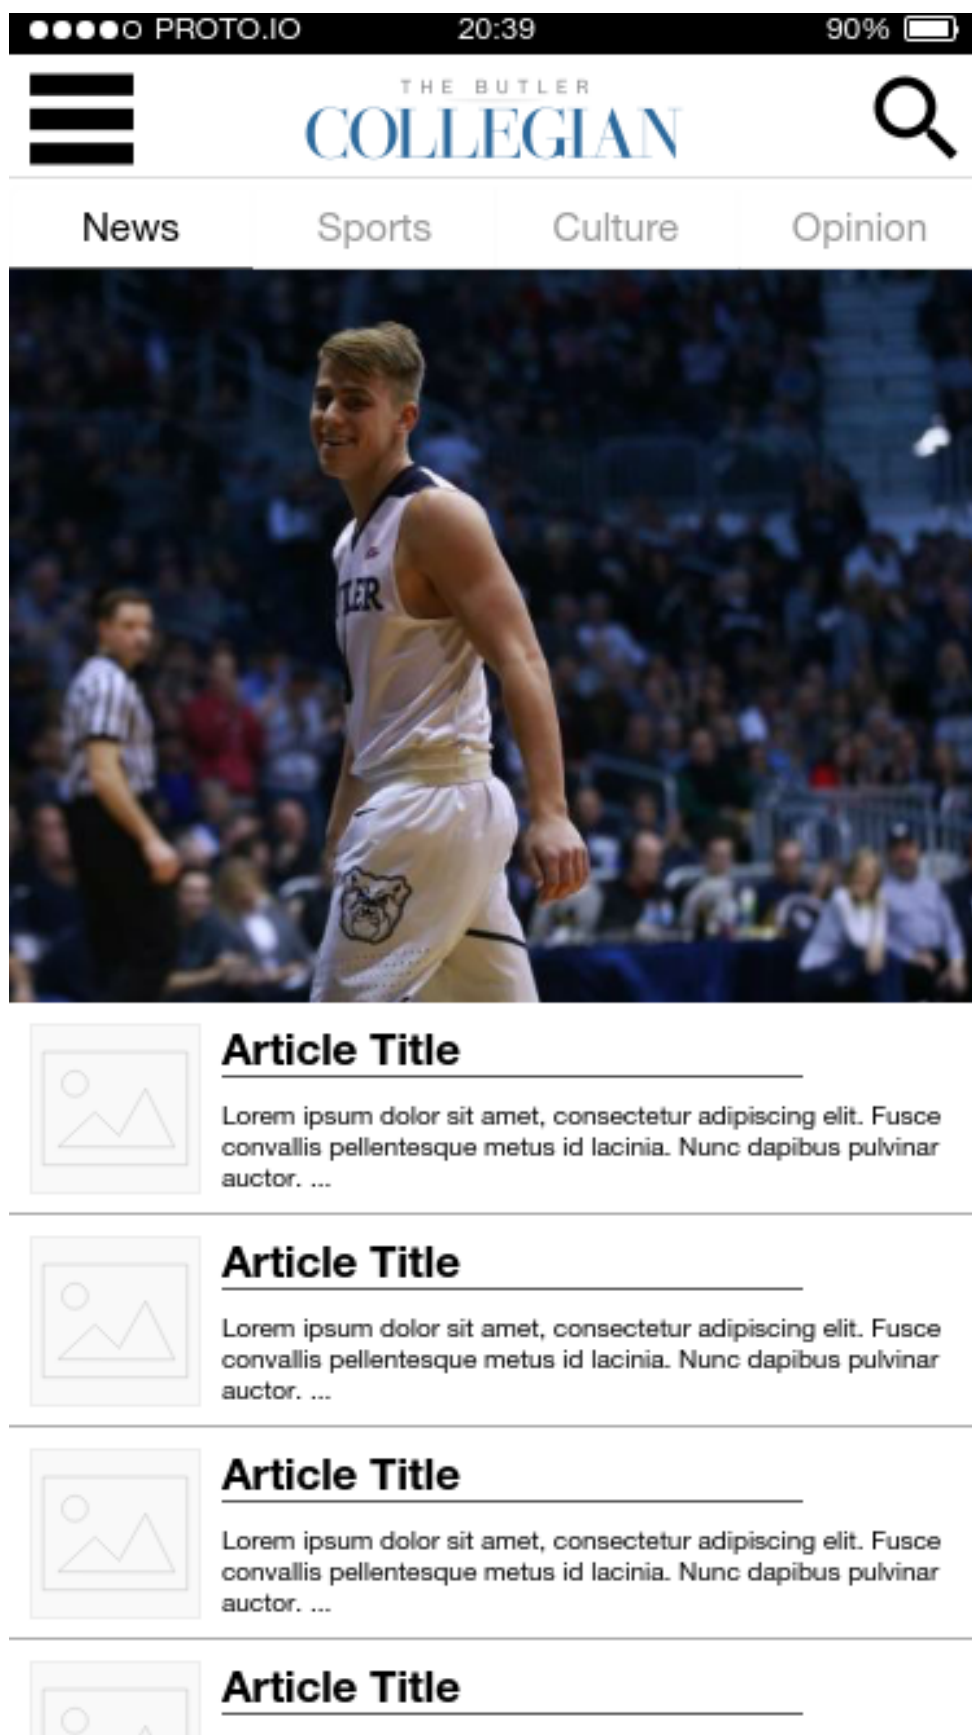 PROTO.IO 20:39 90%
THE BUTLER
COLLEGIAN
News Sports Culture Opinion
Article Title
Lorem ipsum dolor sit amet, consectetur adipiscing elit. Fusce
convallis pellentesque metus id lacinia. Nunc dapibus pulvinar
auctor. ...
Article Title
Lorem ipsum dolor sit amet, consectetur adipiscing elit. Fusce
convallis pellentesque metus id lacinia. Nunc dapibus pulvinar
auctor. ...
Article Title
Lorem ipsum dolor sit amet, consectetur adipiscing elit. Fusce
convallis pellentesque metus id lacinia. Nunc dapibus pulvinar
auctor. ...
Article Title